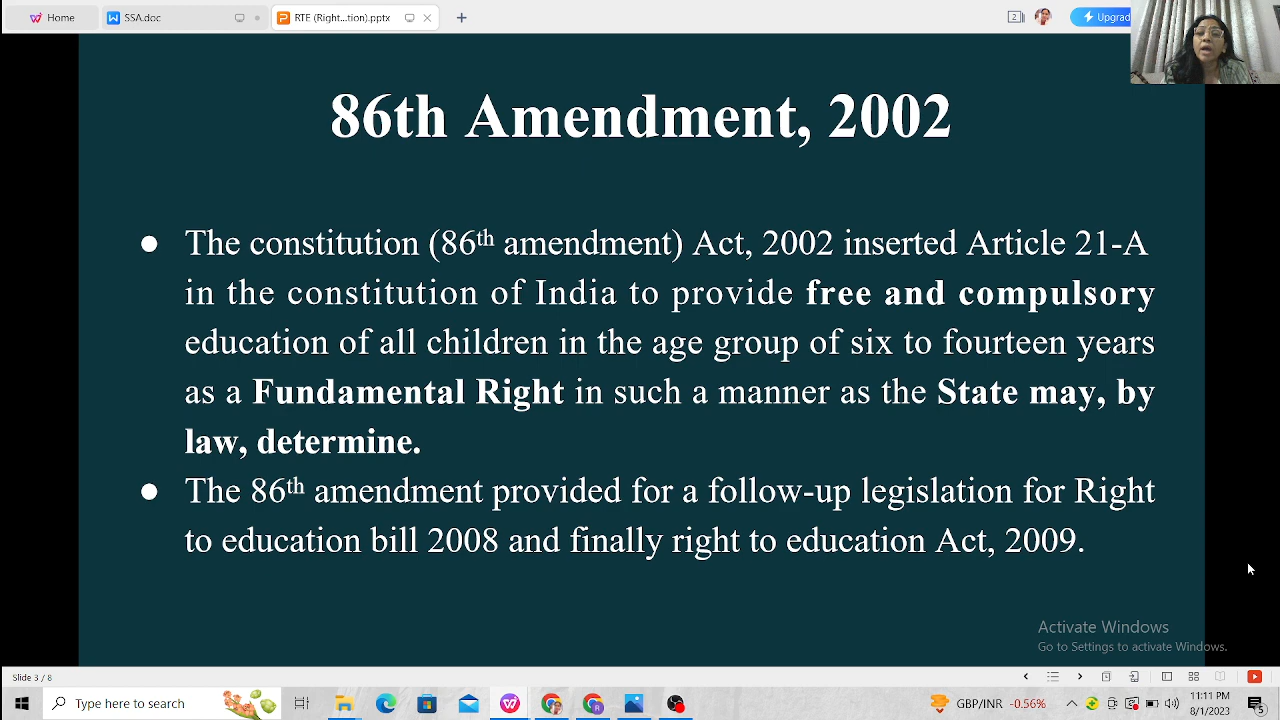 Home
SSA.doc
RTE (Right...tion).pptx
2
Upgrad
86th Amendment, 2002
● The constitution (86th amendment) Act, 2002 inserted Article 21-A
in the constitution of India to provide free and compulsory
education of all children in the age group of six to fourteen years
as a Fundamental Right in such a manner as the State may, by
law, determine.
● The 86th amendment provided for a follow-up legislation for Right
to education bill 2008 and finally right to education Act, 2009.
Activate Windows
Go to Settings to activate Windows.
Slide 3 / 8
Type here to search
GBP/INR -0.56%
11:11 PM
8/1/2023
5